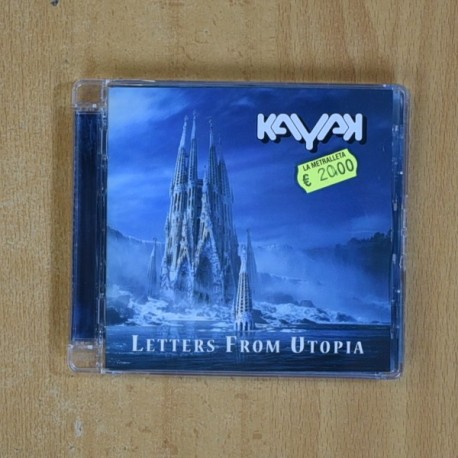 KAYAK
LA METRALLETA
€ 20.00
LETTERS FROM UTOPIA